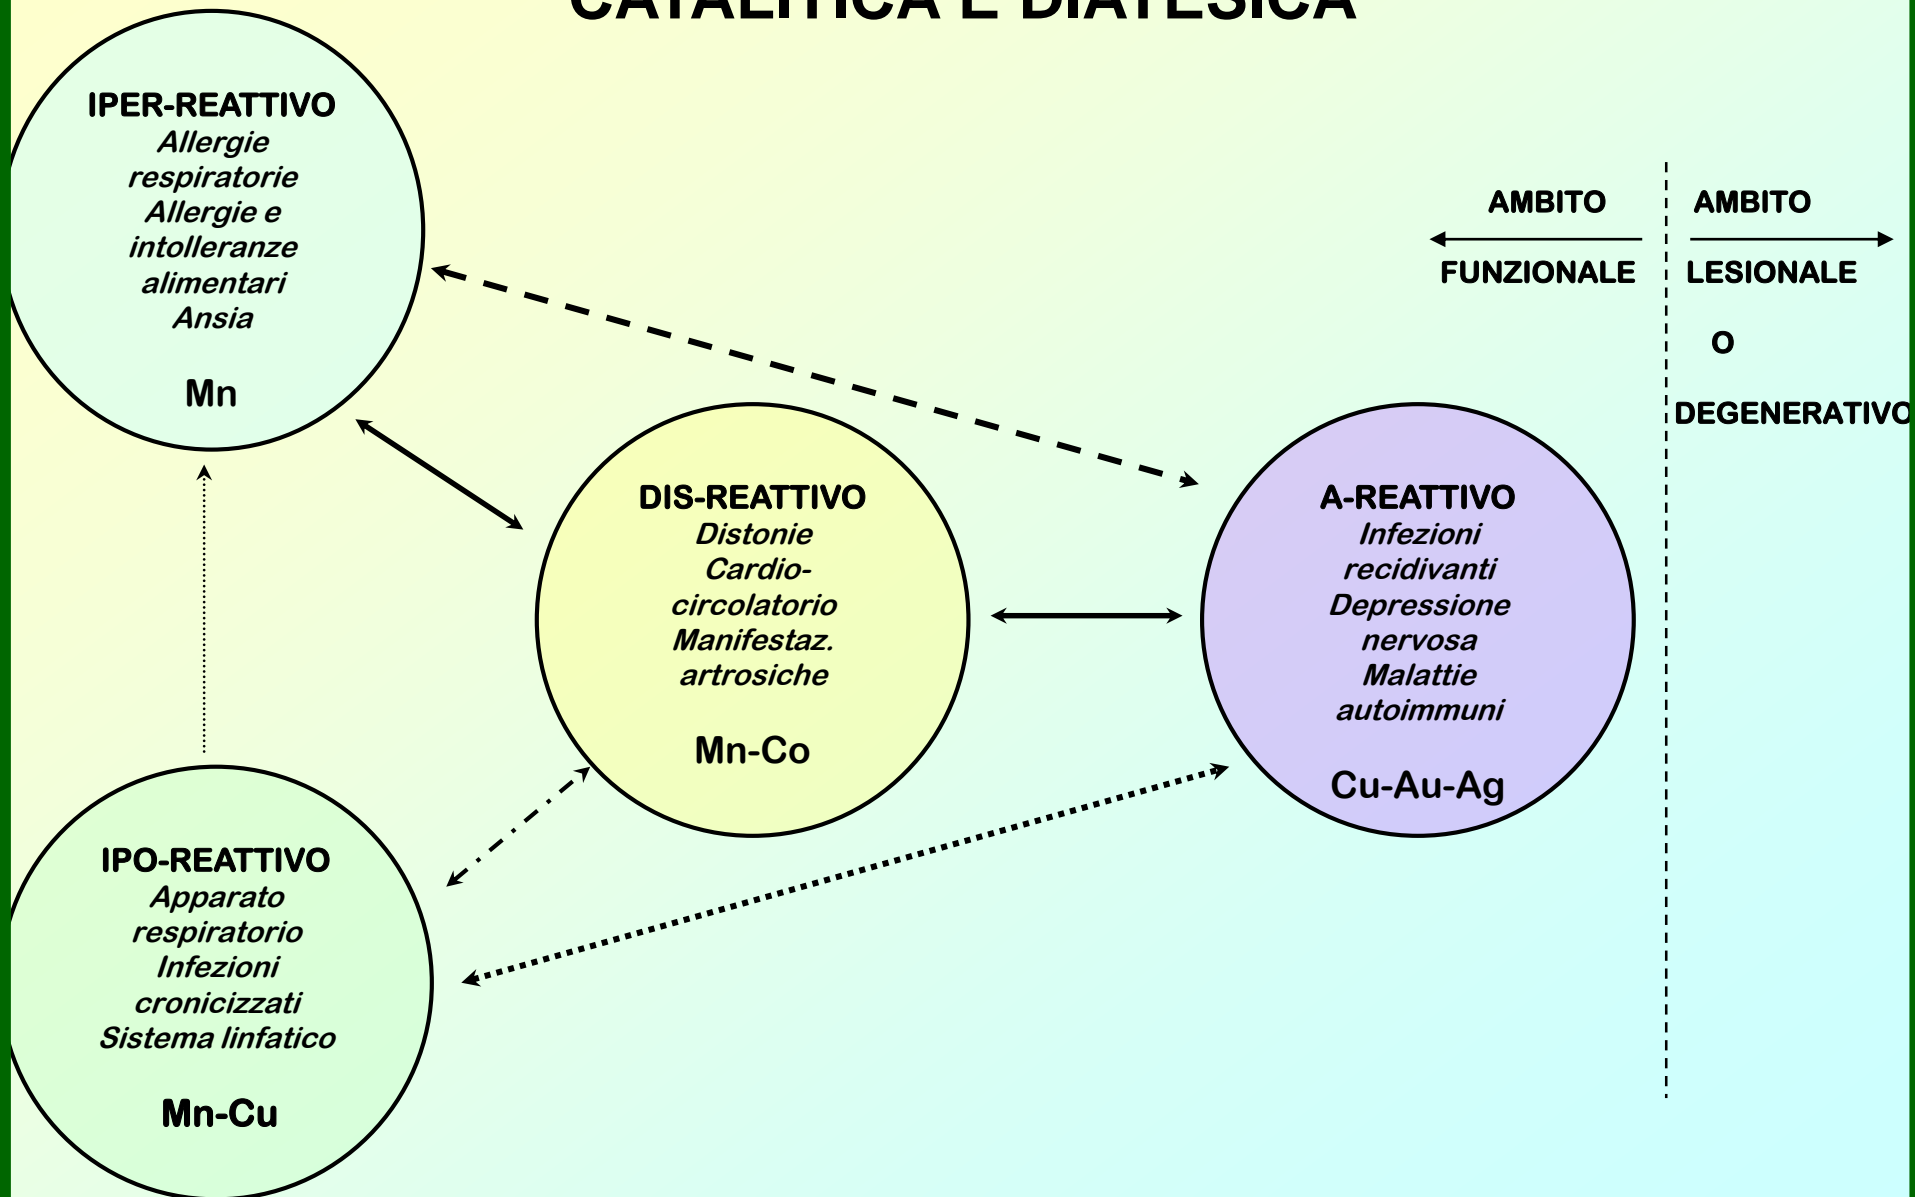 CATALITICA E DIATESICA
IPER-REATTIVO
Allergie
respiratorie
Allergie e
intolleranze
alimentari
Ansia
Mn
AMBITO
FUNZIONALE
AMBITO
LESIONALE
O
DEGENERATIVO
DIS-REATTIVO
Distonie
Cardio-
circolatorio
Manifestaz.
artrosiche
Mn-Co
A-REATTIVO
Infezioni
recidivanti
Depressione
nervosa
Malattie
autoimmuni
Cu-Au-Ag
IPO-REATTIVO
Apparato
respiratorio
Infezioni
cronicizzati
Sistema linfatico
Mn-Cu